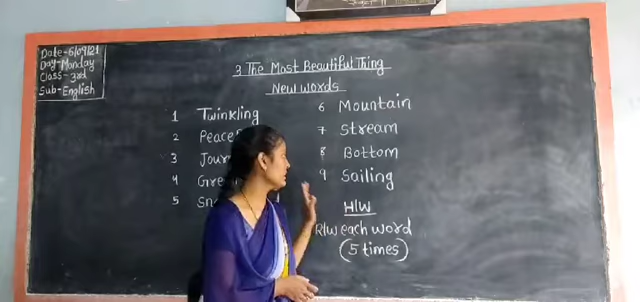 Date-6/09/21
Day-Monday
Class-3rd
Sub-English
3 The Most Beautiful Thing
New words
1 Twinkling
2
3
4
5
6 Mountain
7 Stream
8 Bottom
9 Sailing
H/W
R/W each word
(5 times)